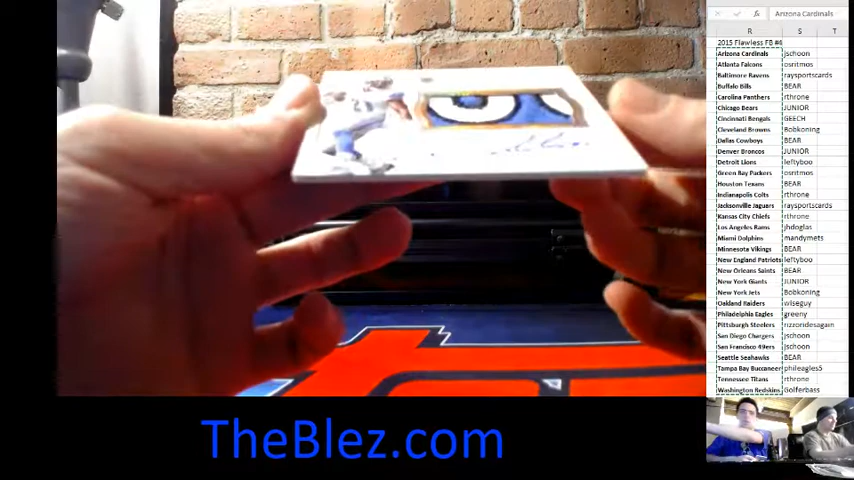 Arizona Cardinals
R S T
2015 Flawless FB #4
Arizona Cardinals jschoon
Atlanta Falcons osritmos
Baltimore Ravens raysportscards
Buffalo Bills BEAR
Carolina Panthers rthrone
Chicago Bears JUNIOR
Cincinnati Bengals GEECH
Cleveland Browns Bobkoning
Dallas Cowboys BEAR
Denver Broncos JUNIOR
Detroit Lions leftyboo
Green Bay Packers osritmos
Houston Texans BEAR
Indianapolis Colts rthrone
Jacksonville Jaguars raysportscards
Kansas City Chiefs rthrone
Los Angeles Rams jhdoglas
Miami Dolphins mandymets
Minnesota Vikings BEAR
New England Patriots leftyboo
New Orleans Saints BEAR
New York Giants JUNIOR
New York Jets Bobkoning
Oakland Raiders wiseguy
Philadelphia Eagles greeny
Pittsburgh Steelers rizzoridesagain
San Diego Chargers jschoon
San Francisco 49ers jschoon
Seattle Seahawks BEAR
Tampa Bay Buccaneer phileagles5
Tennessee Titans rthrone
Washington Redskins Golferbass
TheBlez.com